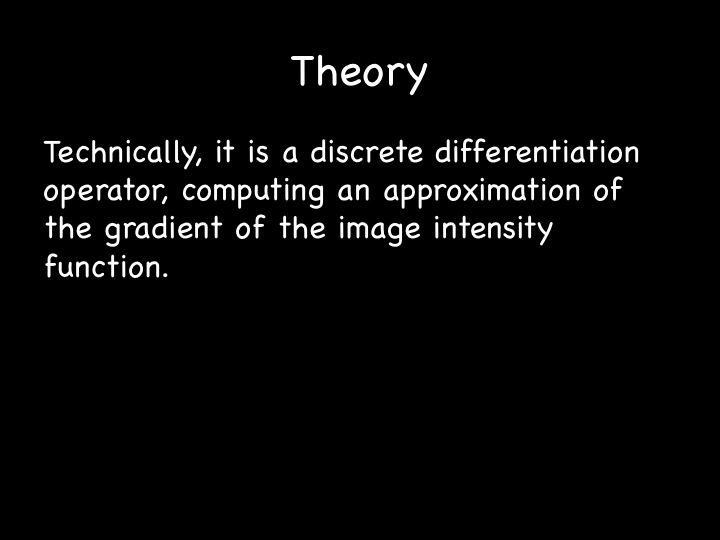 Theory
Technically, it is a discrete differentiation
operator, computing an approximation of
the gradient of the image intensity
function.